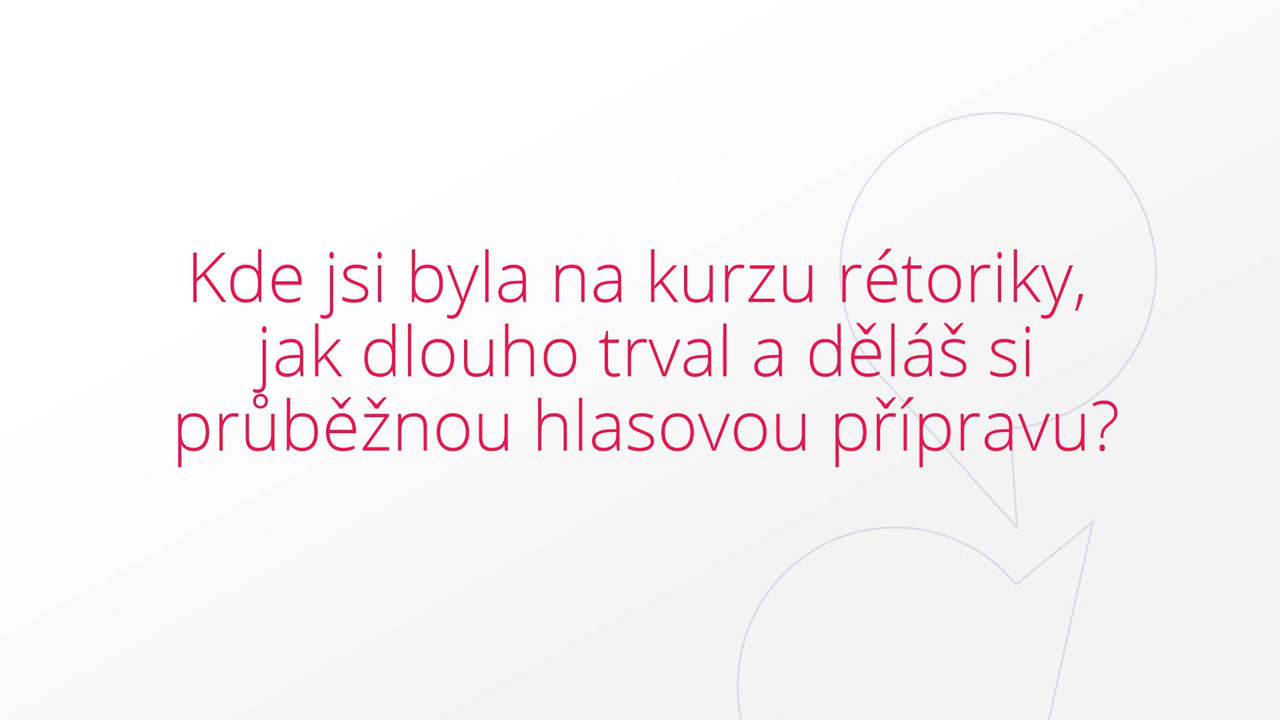 Kde jsi byla na kurzu rétoriky,
jak dlouho trval a děláš si
průběžnou hlasovou přípravu?